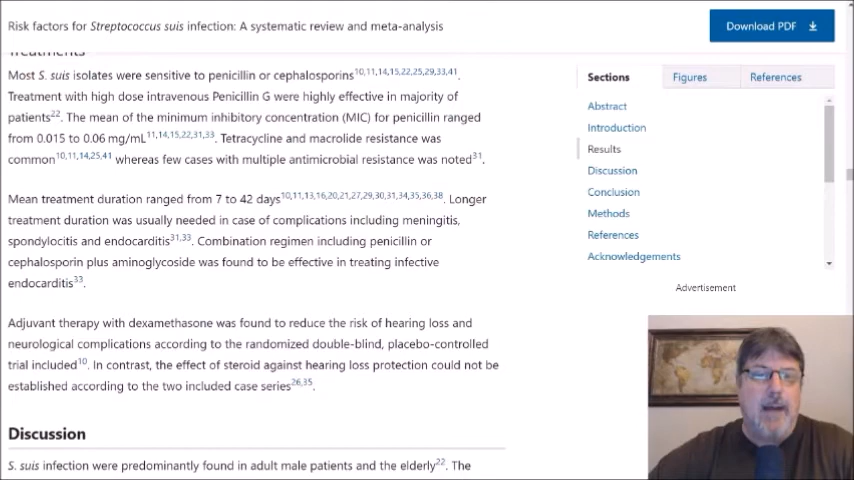 Risk factors for Streptococcus suis infection: A systematic review and meta-analysis
Download PDF
Treatments
Most S. suis isolates were sensitive to penicillin or cephalosporins10,11,14,15,22,25,29,33,41.
Treatment with high dose intravenous Penicillin G were highly effective in majority of
patients22. The mean of the minimum inhibitory concentration (MIC) for penicillin ranged
from 0.015 to 0.06 mg/mL11,14,15,22,31,33. Tetracycline and macrolide resistance was
common10,11,14,25,41 whereas few cases with multiple antimicrobial resistance was noted31.
Mean treatment duration ranged from 7 to 42 days10,11,13,16,20,21,27,29,30,31,34,35,36,38. Longer
treatment duration was usually needed in case of complications including meningitis,
spondylocitis and endocarditis31,33. Combination regimen including penicillin or
cephalosporin plus aminoglycoside was found to be effective in treating infective
endocarditis33.
Adjuvant therapy with dexamethasone was found to reduce the risk of hearing loss and
neurological complications according to the randomized double-blind, placebo-controlled
trial included10. In contrast, the effect of steroid against hearing loss protection could not be
established according to the two included case series26,35.
Discussion
S. suis infection were predominantly found in adult male patients and the elderly22. The
Sections
Figures
References
Abstract
Introduction
Results
Discussion
Conclusion
Methods
References
Acknowledgements
Advertisement